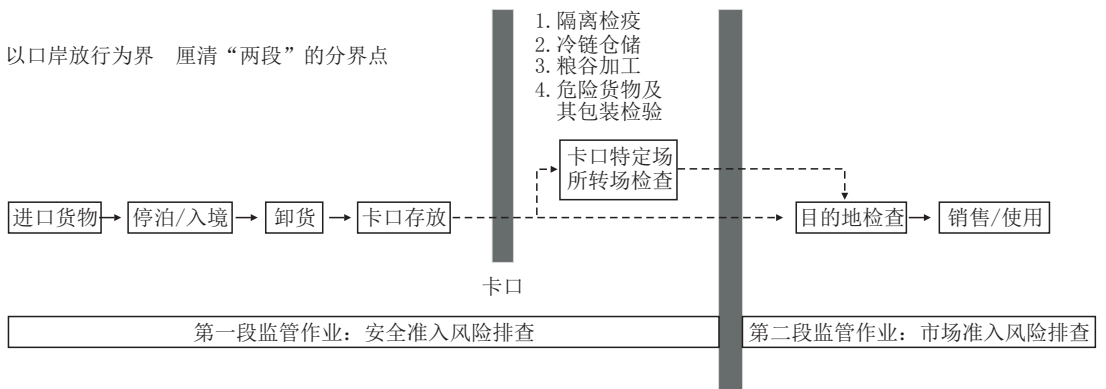 以口岸放行为界　厘清“两段”的分界点
1. 隔离检疫
2. 冷链仓储
3. 粮谷加工
4. 危险货物及
其包装检验
卡口特定场
所转场检查
进口货物
停泊/入境
卸货
卡口存放
目的地检查
销售/使用
卡口
第一段监管作业：安全准入风险排查
第二段监管作业：市场准入风险排查